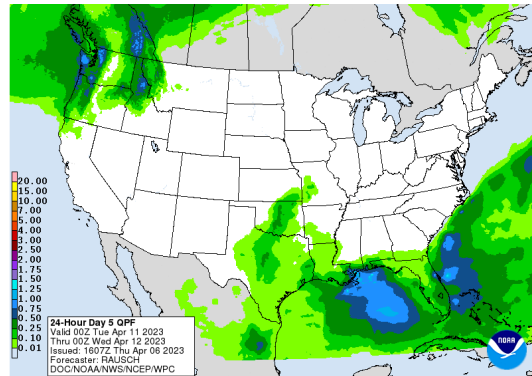 20.00
15.00
10.00
7.00
5.00
4.00
3.00
2.50
2.00
1.75
1.50
1.25
1.00
0.75
0.50
0.25
0.10
0.01
24-Hour Day 5 QPF
Valid 00Z Tue Apr 11 2023
Thru 00Z Wed Apr 12 2023
Issued: 1607Z Thu Apr 06 2023
Forecaster: RAUSCH
DOC/NOAA/NWS/NCEP/WPC
NOAA